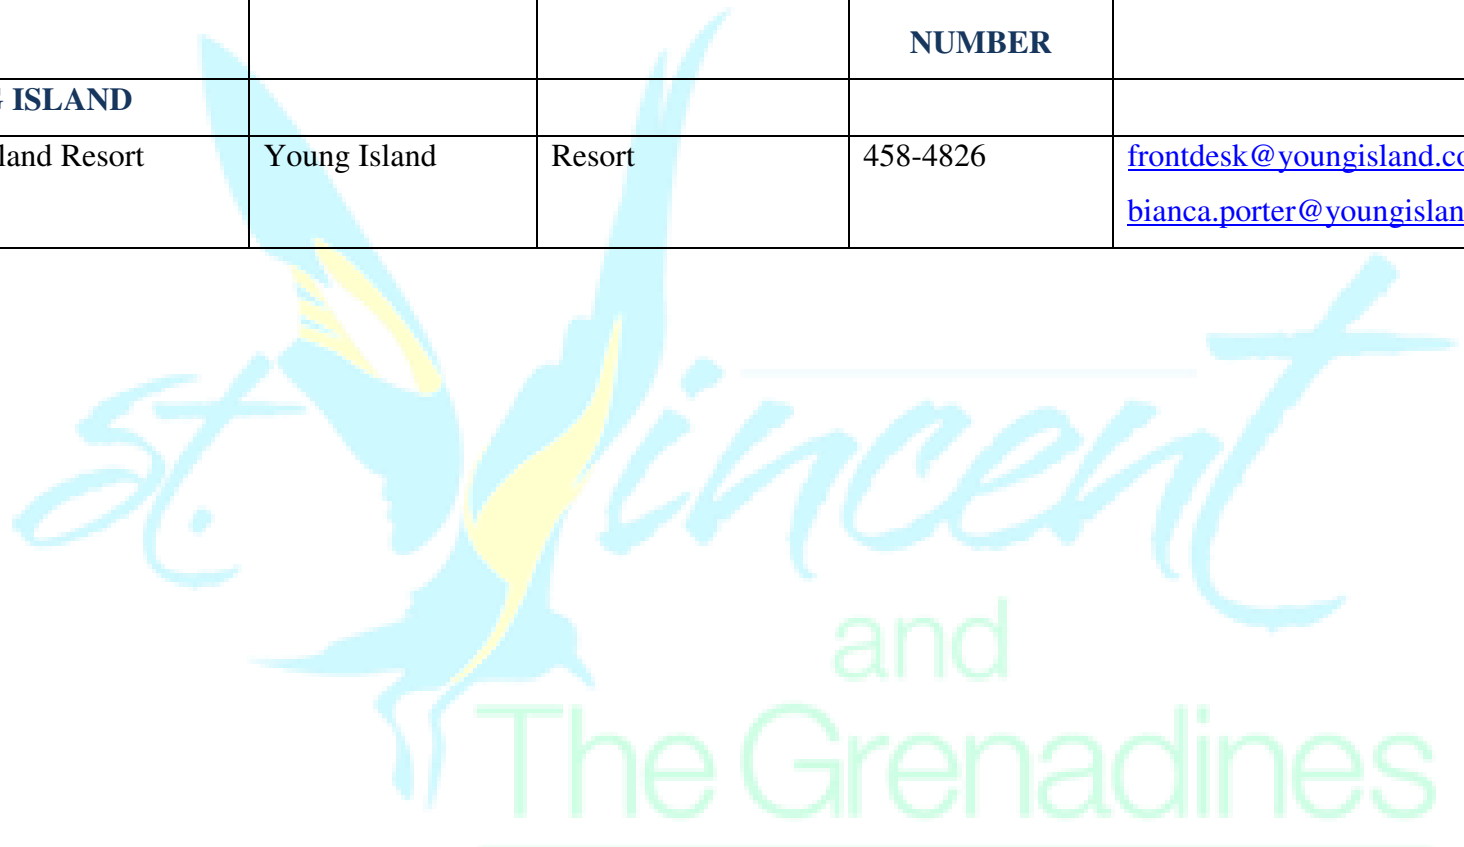 NUMBER
G ISLAND
land Resort Young Island Resort 458-4826 frontdesk@youngisland.co
bianca.porter@youngislan
st. Vincent
and
The Grenadines